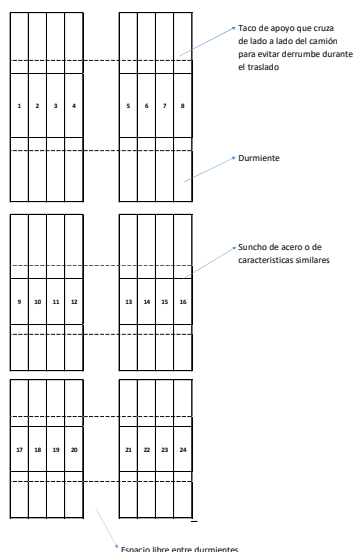 Taco de apoyo que cruza
de lado a lado del camión
para evitar derrumbe durante
el traslado
1 2 3 4 5 6 7 8
Durmiente
Suncho de acero o de
caracteristicas similares
9 10 11 12 13 14 15 16
17 18 19 20 21 22 23 24
Espacio libre entre durmientes